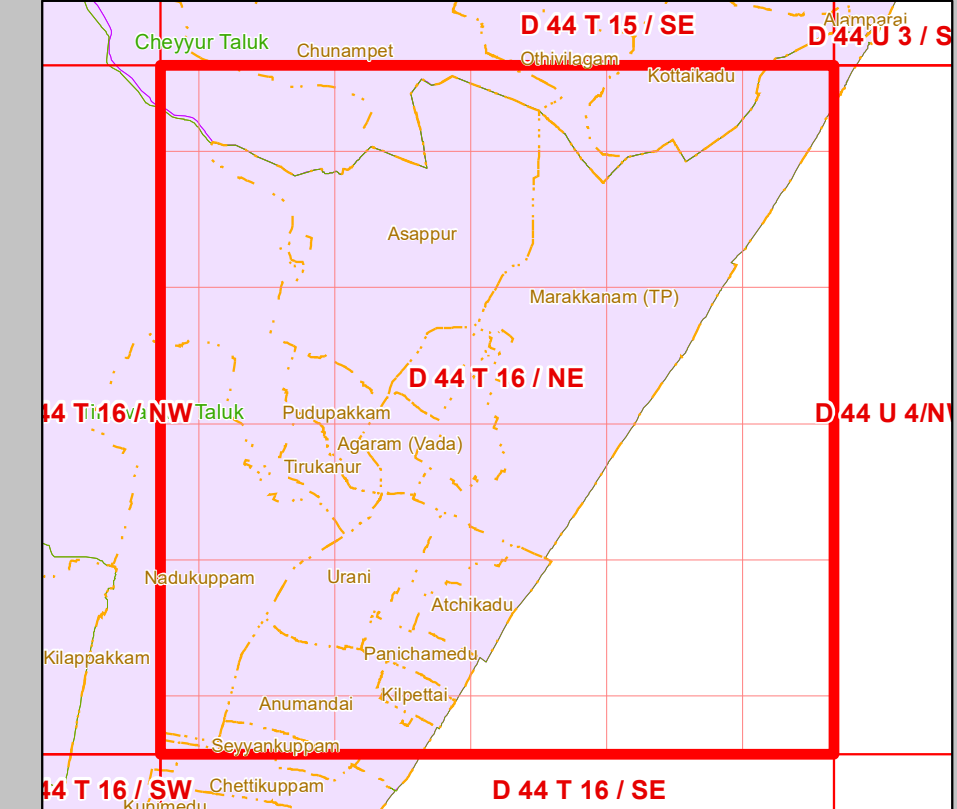 Alamparai
D 44 T 15 / SE
D 44 U 3 / S
Cheyyur Taluk
Chunampet
Othivilagam
Kottaikadu
Asappur
Marakkanam (TP)
D 44 T 16 / NE
44 T 16 / NW
Taluk
Pudupakkam
D 44 U 4/NW
Agaram (Vada)
Tirukanur
Nadukuppam
Urani
Atchikadu
Kilappakkam
Panichamedu
Kilpettai
Anumandai
Seyyankuppam
Chettikuppam
44 T 16 / SW
D 44 T 16 / SE
Kunimedu